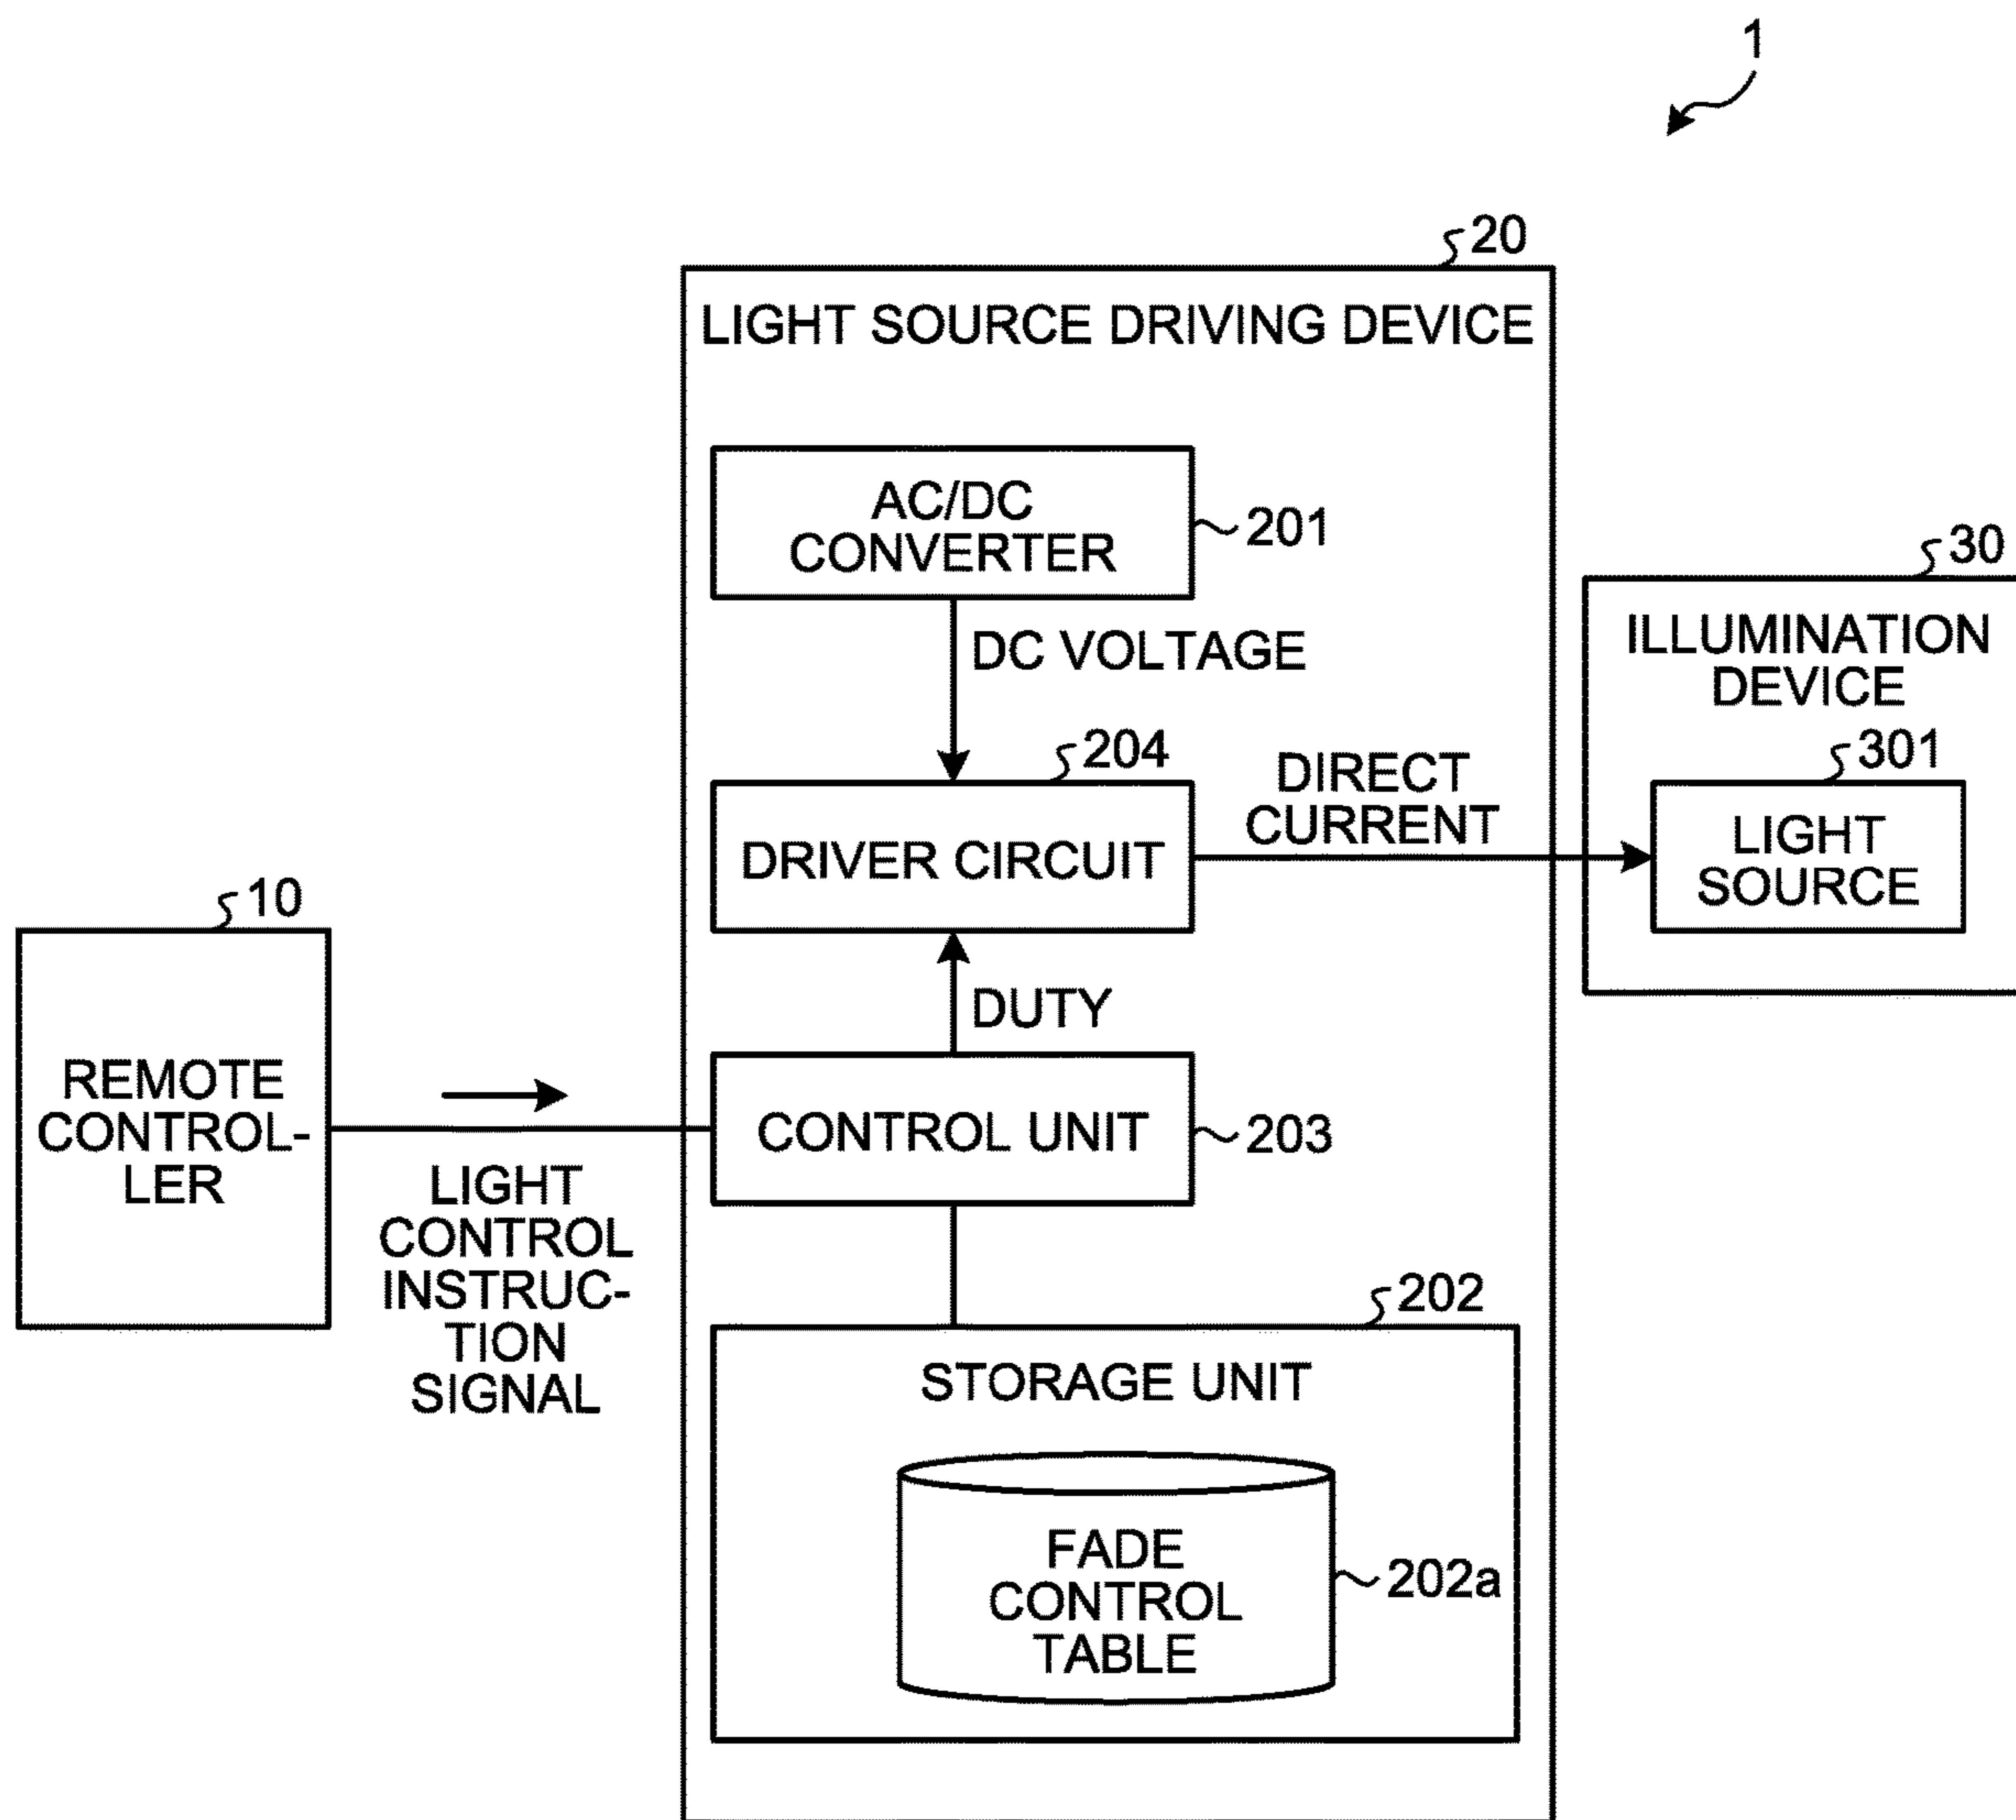 1
20
LIGHT SOURCE DRIVING DEVICE
AC/DC
CONVERTER
201
DC VOLTAGE
30
ILLUMINATION
DEVICE
204
DRIVER CIRCUIT
DIRECT
CURRENT
301
LIGHT
SOURCE
10
REMOTE
CONTROL-
LER
LIGHT
CONTROL
INSTRUC-
TION
SIGNAL
DUTY
CONTROL UNIT
203
202
STORAGE UNIT
FADE
CONTROL
TABLE
202a